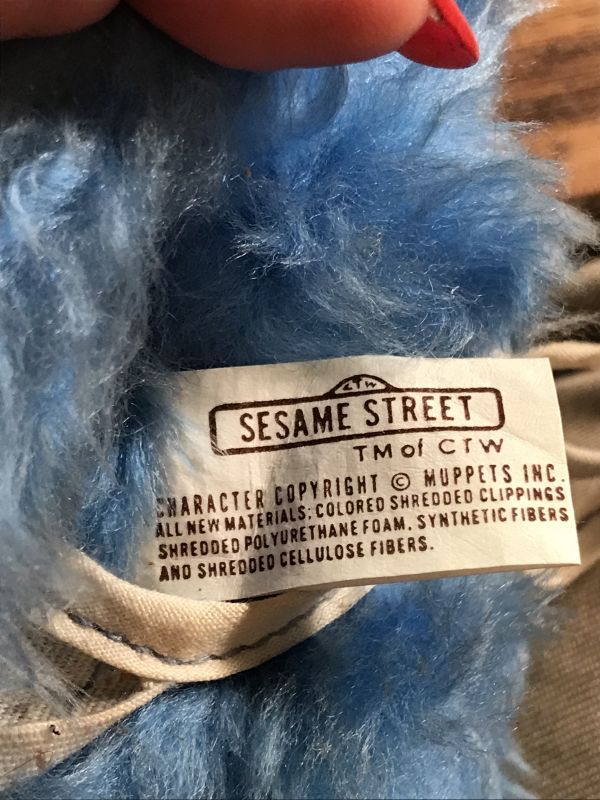 CTW
SESAME STREET
TM of CTW
CHARACTER COPYRIGHT © MUPPETS INC.
ALL NEW MATERIALS; COLORED SHREDDED CLIPPINGS
SHREDDED POLYURETHANE FOAM. SYNTHETIC FIBERS
AND SHREDDED CELLULOSE FIBERS.